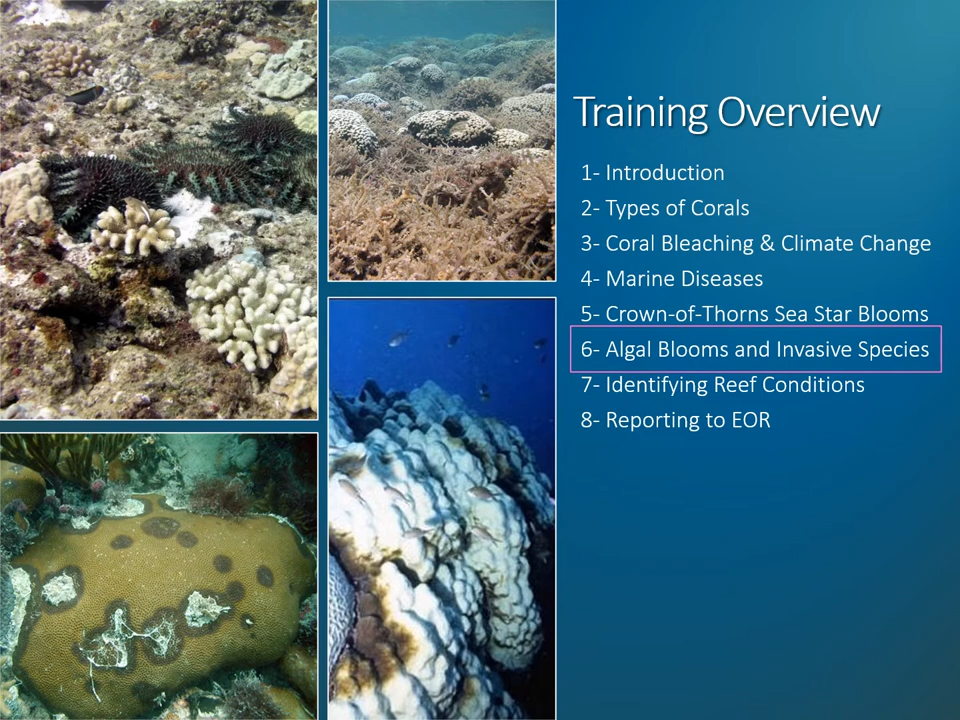 Training Overview
1- Introduction
2- Types of Corals
3- Coral Bleaching & Climate Change
4- Marine Diseases
5- Crown-of-Thorns Sea Star Blooms
6- Algal Blooms and Invasive Species
7- Identifying Reef Conditions
8- Reporting to EOR